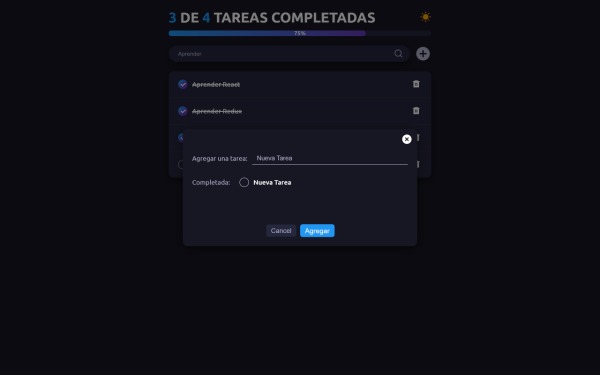 3 DE 4 TAREAS COMPLETADAS
75%
Aprender
Aprender React
Aprender Redux
Agregar una tarea: Nueva Tarea
Completada: Nueva Tarea
Cancel Agregar